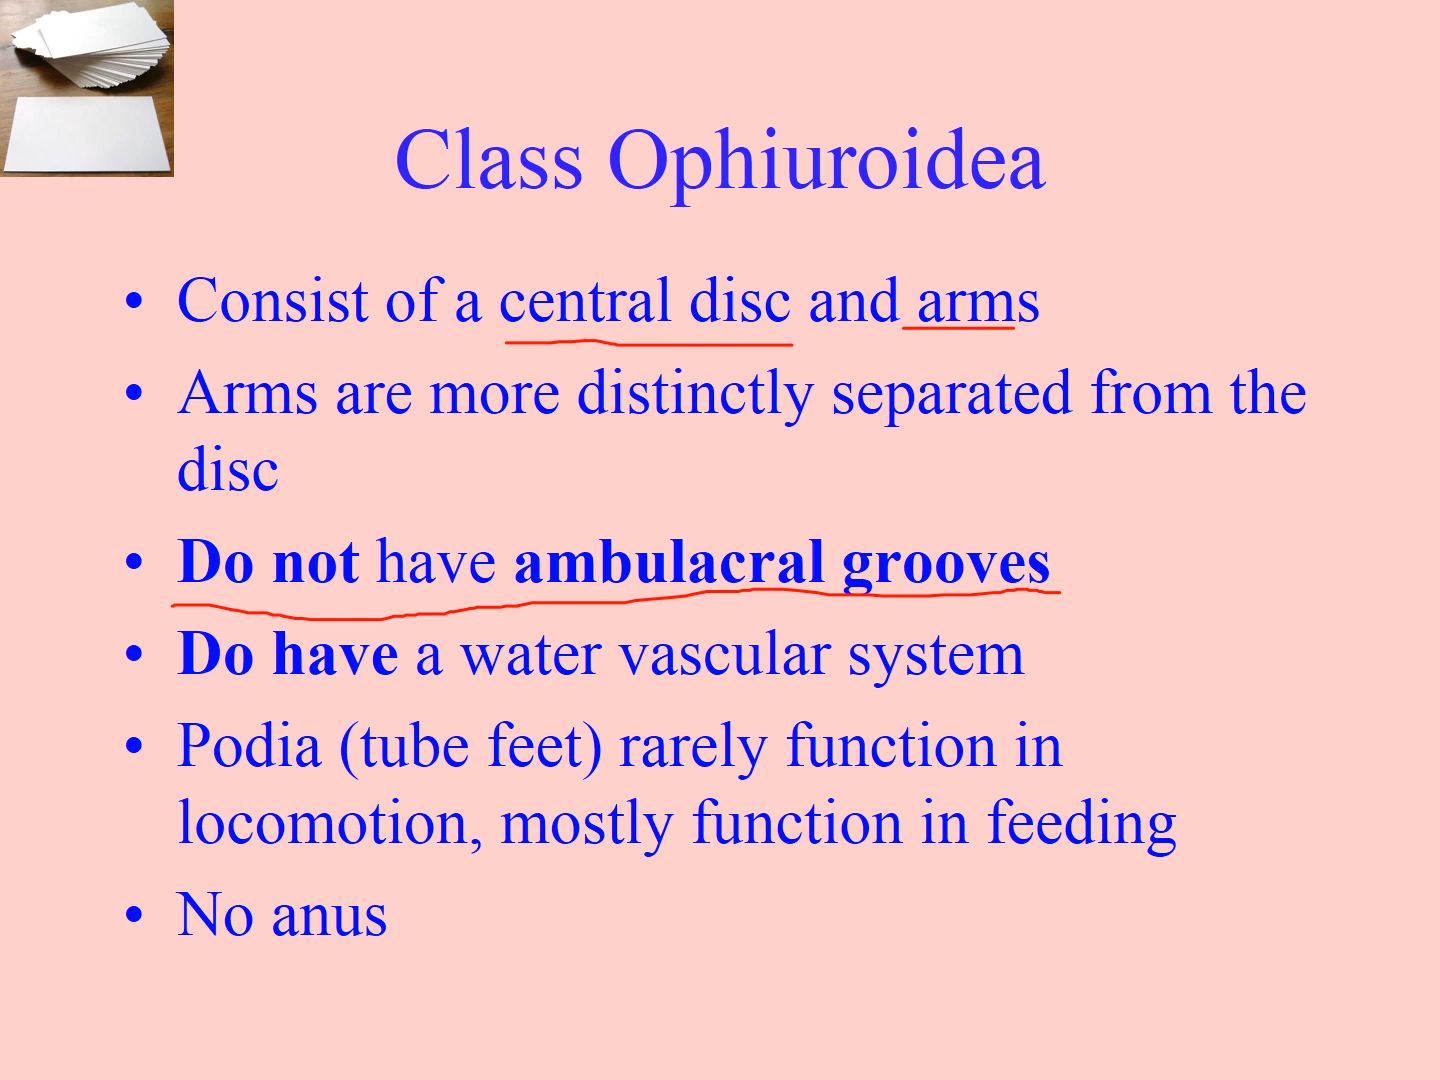 Class Ophiuroidea
• Consist of a central disc and arms
• Arms are more distinctly separated from the
disc
• Do not have ambulacral grooves
• Do have a water vascular system
• Podia (tube feet) rarely function in
locomotion, mostly function in feeding
• No anus